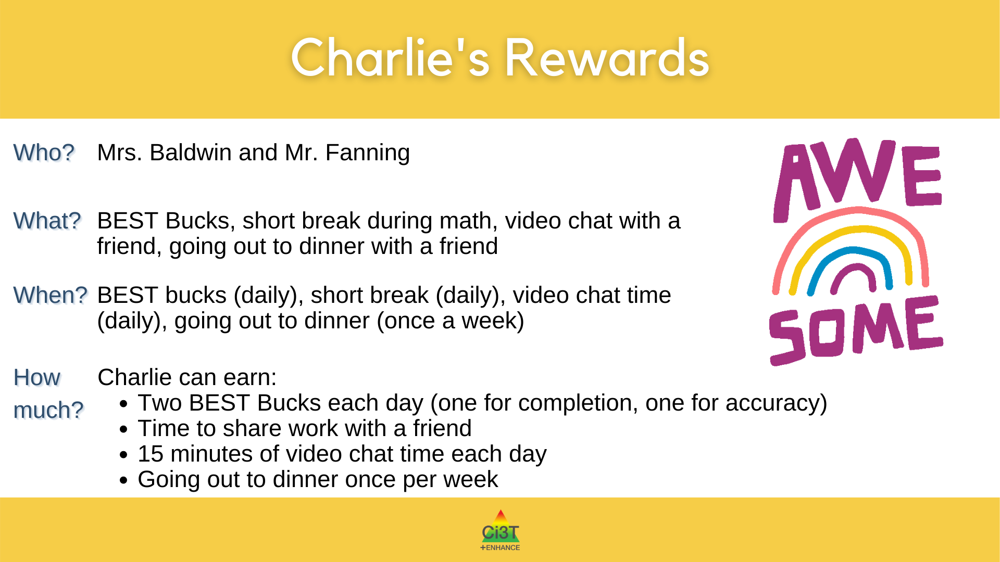 Charlie's Rewards
Who? Mrs. Baldwin and Mr. Fanning
What? BEST Bucks, short break during math, video chat with a
friend, going out to dinner with a friend
When? BEST bucks (daily), short break (daily), video chat time
(daily), going out to dinner (once a week)
How much?
Charlie can earn:
• Two BEST Bucks each day (one for completion, one for accuracy)
• Time to share work with a friend
• 15 minutes of video chat time each day
• Going out to dinner once per week
AWE
SOME
Ci3T
+ENHANCE